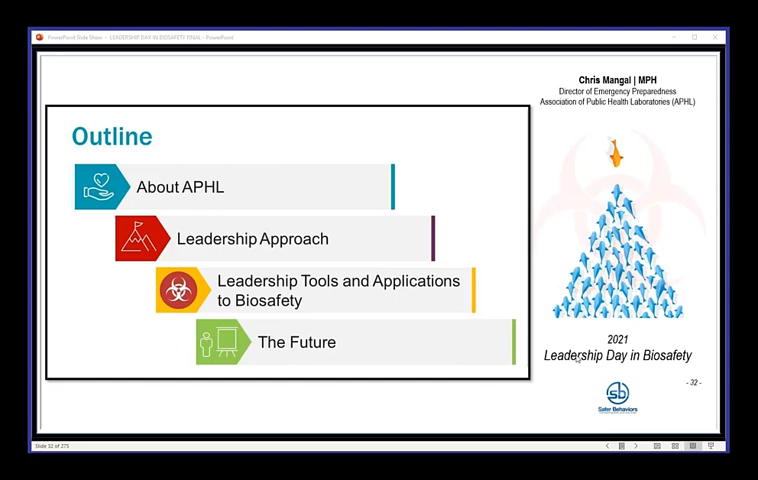 PowerPoint Slide Show - LEADERSHIP DAY IN BIOSAFETY FINAL - PowerPoint
Chris Mangal | MPH
Director of Emergency Preparedness
Association of Public Health Laboratories (APHL)
Outline
About APHL
Leadership Approach
Leadership Tools and Applications
to Biosafety
The Future
2021
Leadership Day in Biosafety
- 32 -
sb
Safer Behaviors
Slide 32 of 275